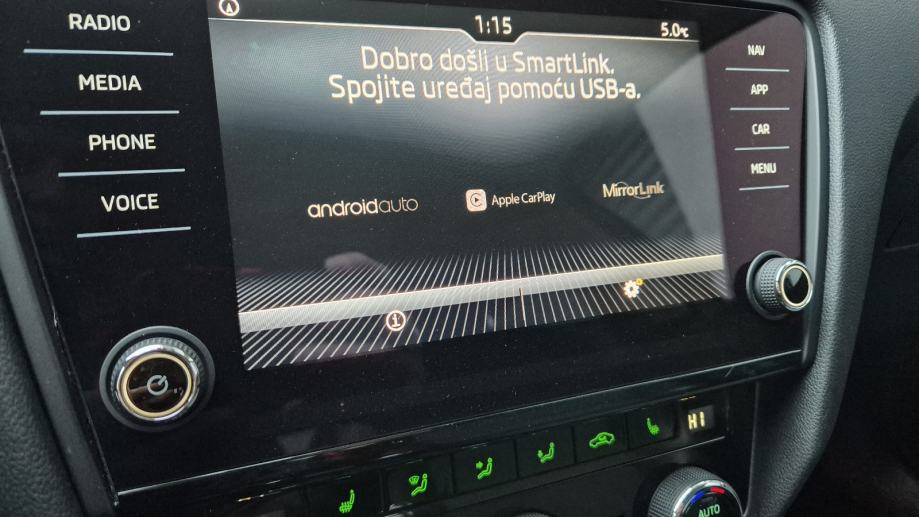 RADIO
MEDIA
PHONE
VOICE
1:15
5.0°C
Dobro došli u SmartLink.
Spojite uređaj pomoću USB-a.
androidauto
Apple CarPlay
MirrorLink
NAV
APP
CAR
MENU
HI
AUTO